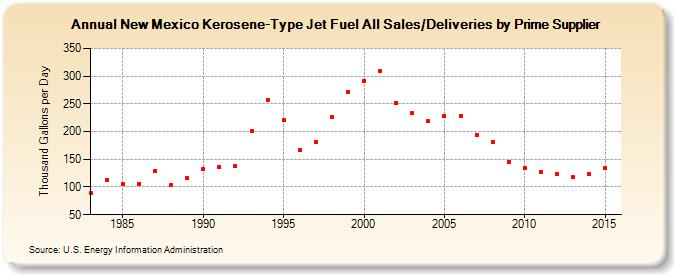 Annual New Mexico Kerosene-Type Jet Fuel All Sales/Deliveries by Prime Supplier
Thousand Gallons per Day
350
300
250
200
150
100
50
1985 1990 1995 2000 2005 2010 2015
Source: U.S. Energy Information Administration